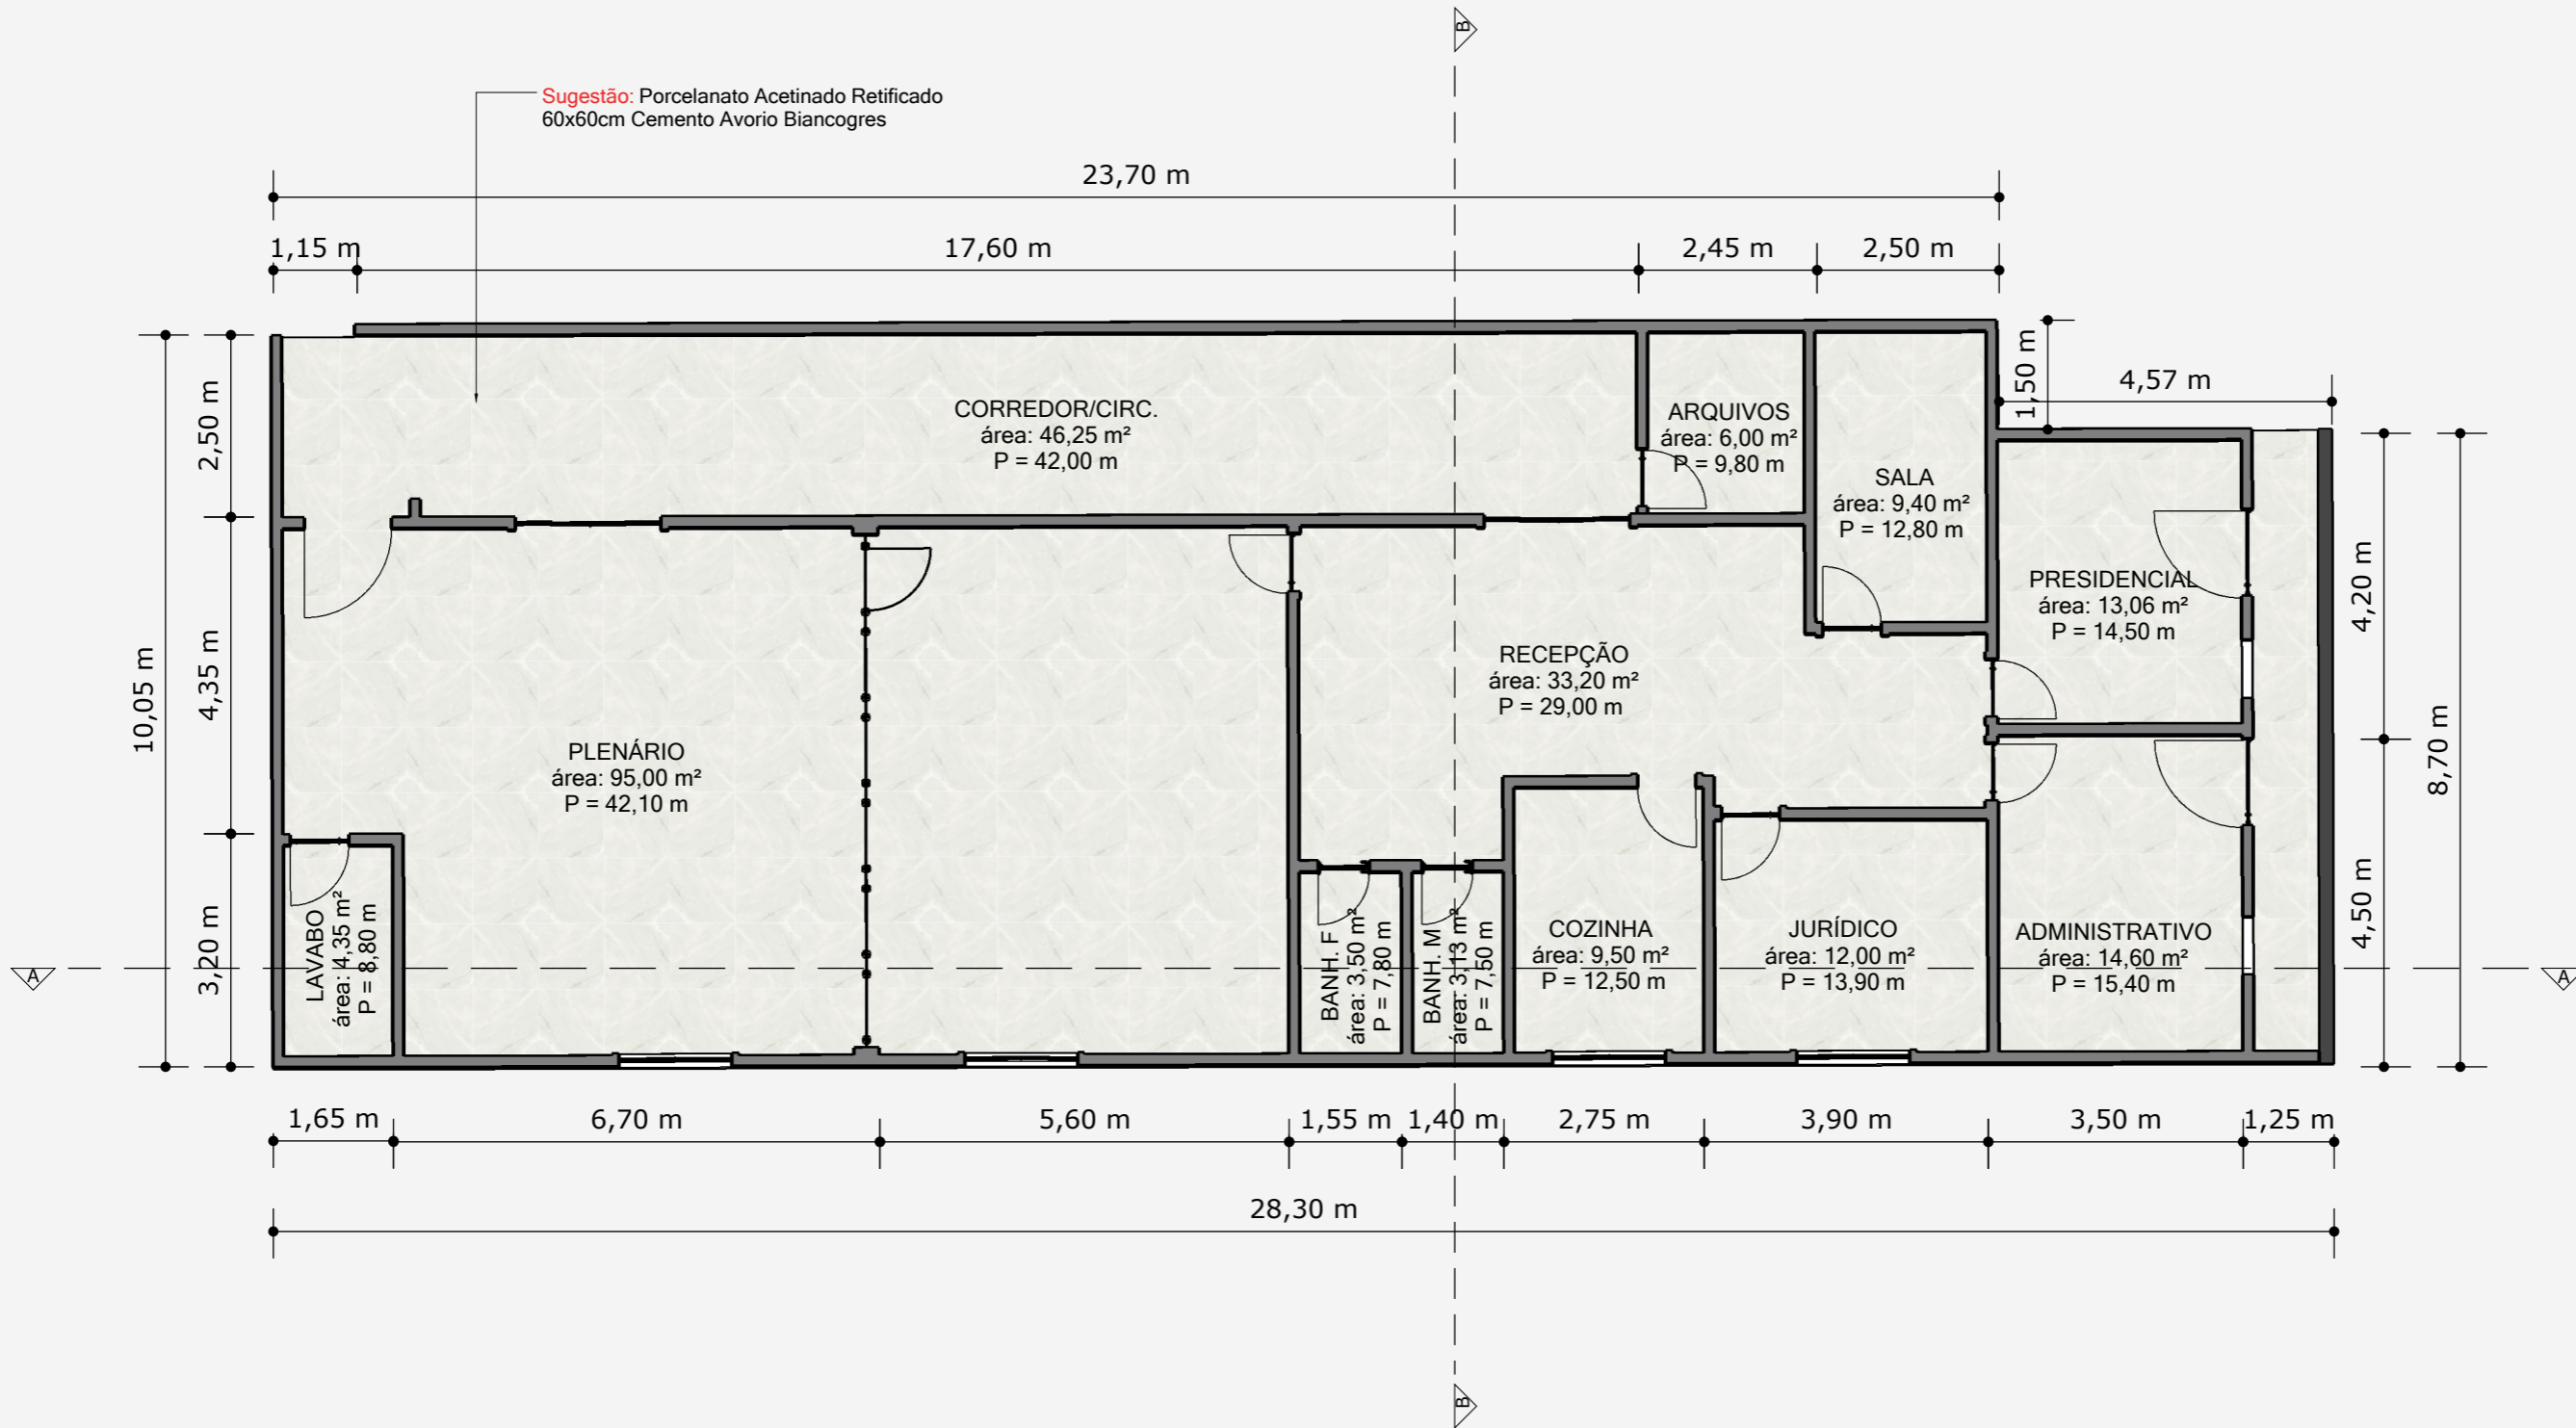 B
Sugestão: Porcelanato Acetinado Retificado
60x60cm Cemento Avorio Biancogres
23,70 m
1,15 m
17,60 m
2,45 m
2,50 m
1,50 m
4,57 m
2,50 m
4,35 m
3,20 m
10,05 m
CORREDOR/CIRC.
área: 46,25 m²
P = 42,00 m
ARQUIVOS
área: 6,00 m²
P = 9,80 m
SALA
área: 9,40 m²
P = 12,80 m
PRESIDENCIAL
área: 13,06 m²
P = 14,50 m
4,20 m
4,50 m
8,70 m
RECEPÇÃO
área: 33,20 m²
P = 29,00 m
PLENÁRIO
área: 95,00 m²
P = 42,10 m
LAVABO
área: 4,35 m²
P = 8,80 m
BANH. F
área: 3,50 m²
P = 7,80 m
BANH. M
área: 3,13 m²
P = 7,50 m
COZINHA
área: 9,50 m²
P = 12,50 m
JURÍDICO
área: 12,00 m²
P = 13,90 m
ADMINISTRATIVO
área: 14,60 m²
P = 15,40 m
A
A
1,65 m
6,70 m
5,60 m
1,55 m
1,40 m
2,75 m
3,90 m
3,50 m
1,25 m
28,30 m
B